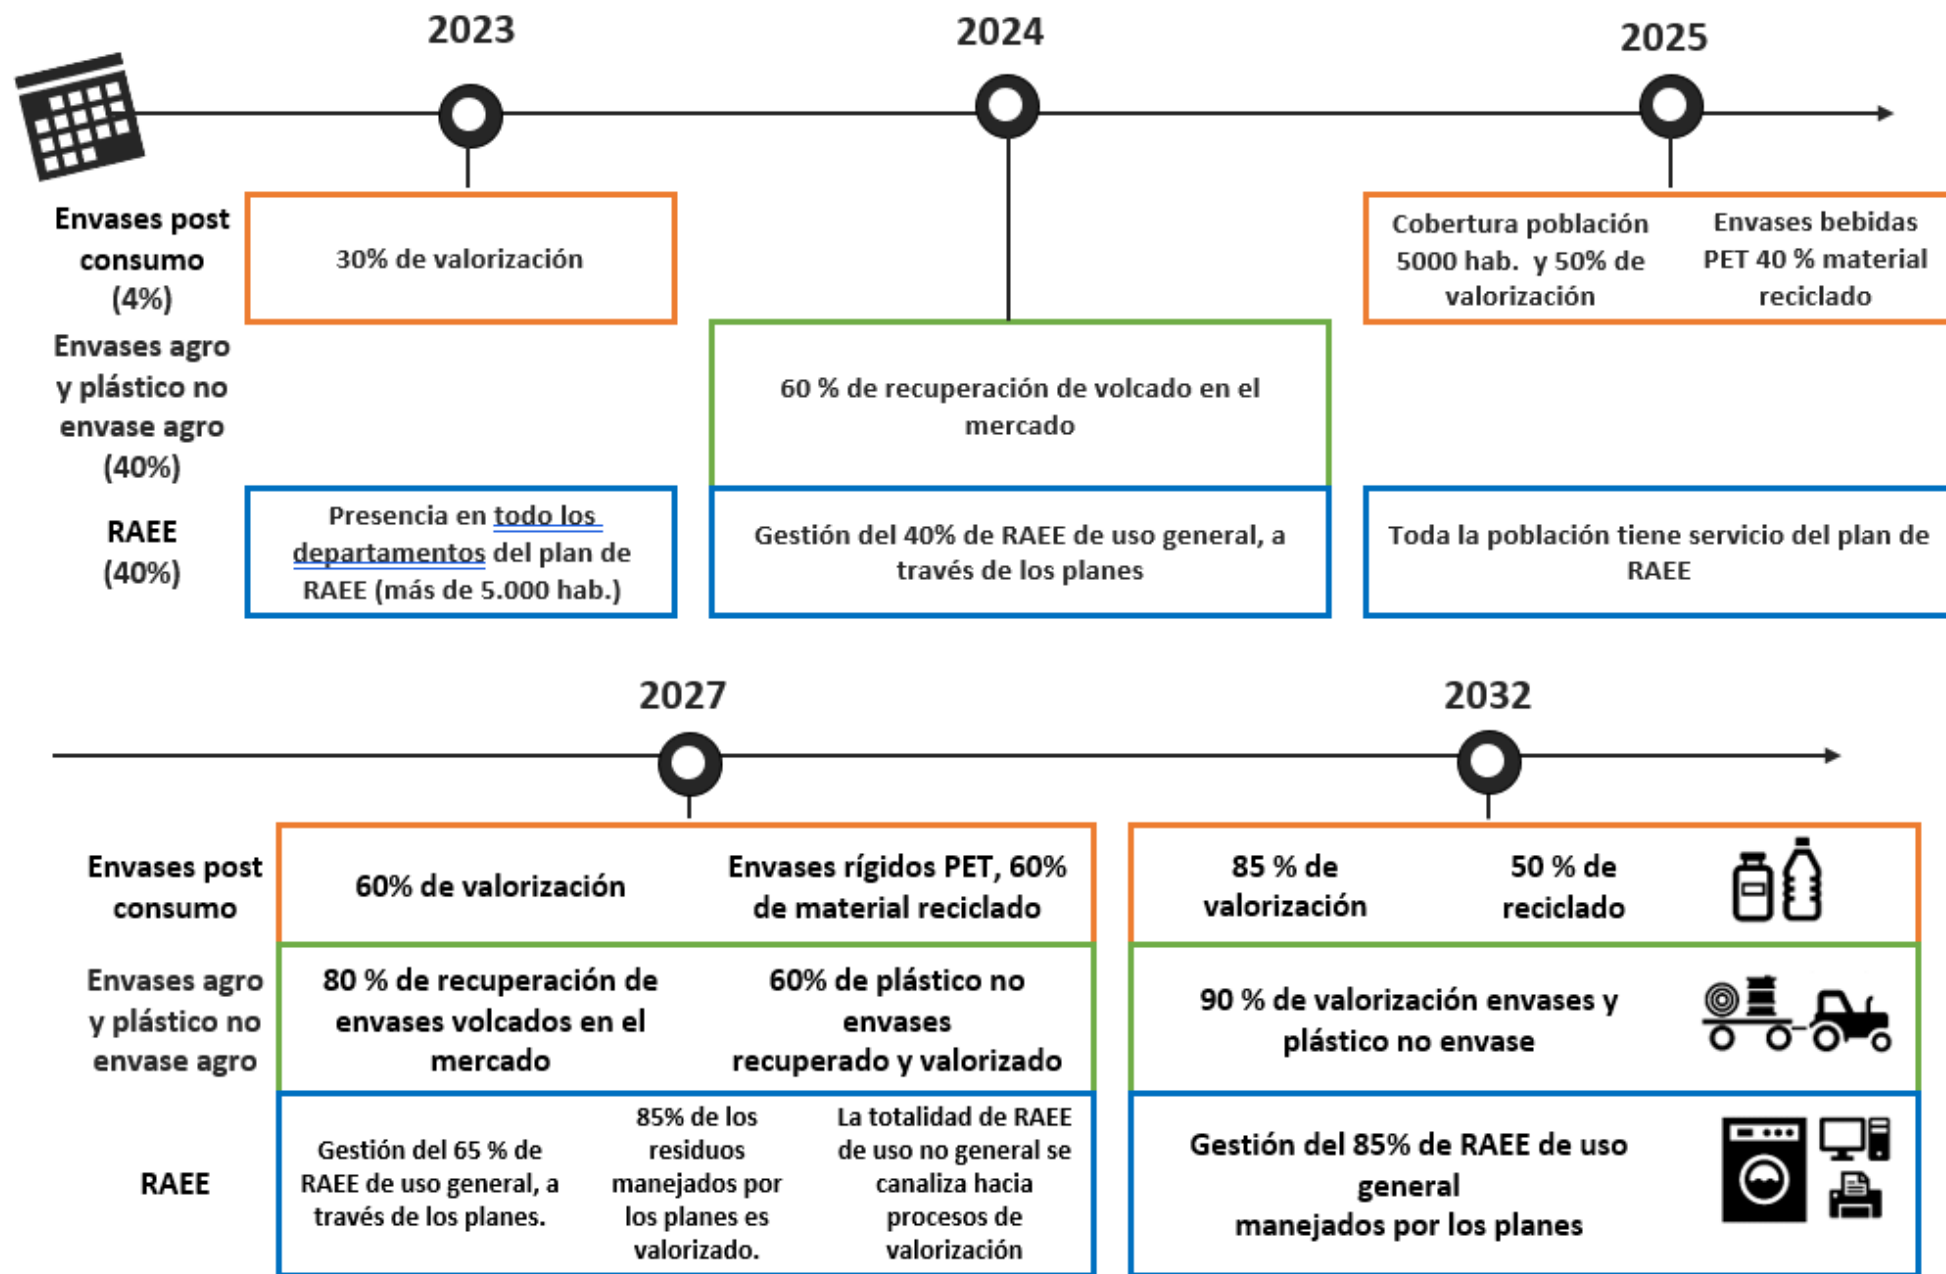 2023
2024
2025
Envases post
consumo
(4%)
30% de valorización
Cobertura población
5000 hab.  y 50% de
valorización
Envases bebidas
PET 40 % material
reciclado
Envases agro
y plástico no
envase agro
(40%)
60 % de recuperación de volcado en el
mercado
RAEE
(40%)
Presencia en todo los
departamentos del plan de
RAEE (más de 5.000 hab.)
Gestión del 40% de RAEE de uso general, a
través de los planes
Toda la población tiene servicio del plan de
RAEE
2027
2032
Envases post
consumo
60% de valorización
Envases rígidos PET, 60%
de material reciclado
85 % de
valorización
50 % de
reciclado
Envases agro
y plástico no
envase agro
80 % de recuperación de
envases volcados en el
mercado
60% de plástico no
envases
recuperado y valorizado
90 % de valorización envases y
plástico no envase
RAEE
Gestión del 65 % de
RAEE de uso general, a
través de los planes.
85% de los
residuos
manejados por
los planes es
valorizado.
La totalidad de RAEE
de uso no general se
canaliza hacia
procesos de
valorización
Gestión del 85% de RAEE de uso
general
manejados por los planes